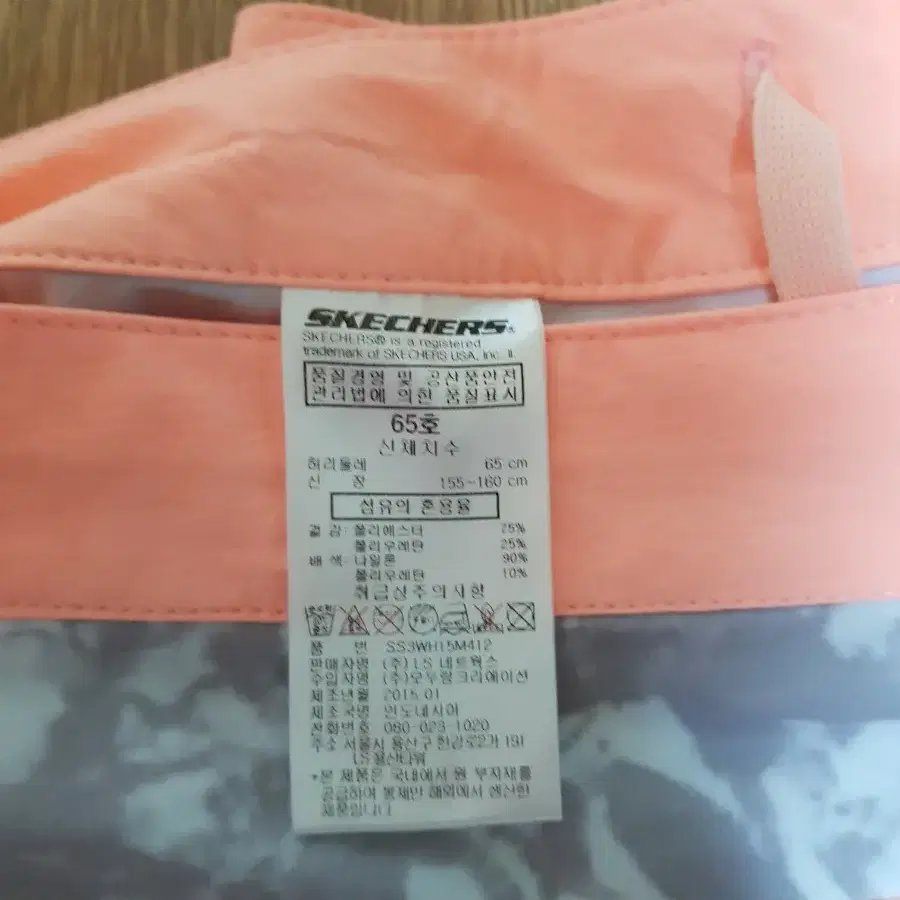 SKECHERS
SKECHERS® is a registered
trademark of SKECHERS USA, Inc. II.
품질경영 및 공산품안전
관리법에 의한 품질표시
65호
신체치수
허리둘레 65 cm
신 장 155~160 cm
섬유의 혼용율
겉 감: 폴리에스터 75%
폴리우레탄 25%
배 색: 나일론 90%
폴리우레탄 10%
취급상주의사항
품 번 SS3WH15M412
판매자명 (주)LS 네트웍스
수입자명 (주)오두람크리에이션
제조년월 2015.01
제조국명 인도네시아
전화번호 080-023-1020
주소 서울시 용산구 한강로2가 191
LS용산타워
*본 제품은 국내에서 원 부자재를
공급하여 봉제만 해외에서 생산한
제품입니다